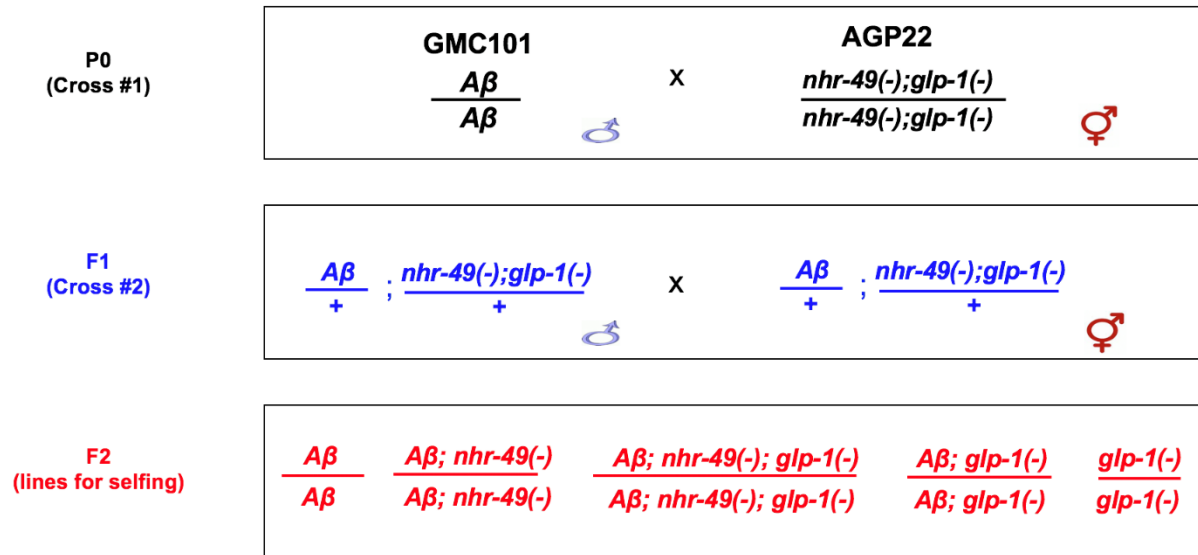 P0
(Cross #1)
GMC101
Aβ
Aβ
X
AGP22
nhr-49(-);glp-1(-)
nhr-49(-);glp-1(-)
F1
(Cross #2)
Aβ
+
;
nhr-49(-);glp-1(-)
+
X
Aβ
+
;
nhr-49(-);glp-1(-)
+
F2
(lines for selfing)
Aβ
Aβ
Aβ; nhr-49(-)
Aβ; nhr-49(-)
Aβ; nhr-49(-); glp-1(-)
Aβ; nhr-49(-); glp-1(-)
Aβ; glp-1(-)
Aβ; glp-1(-)
glp-1(-)
glp-1(-)